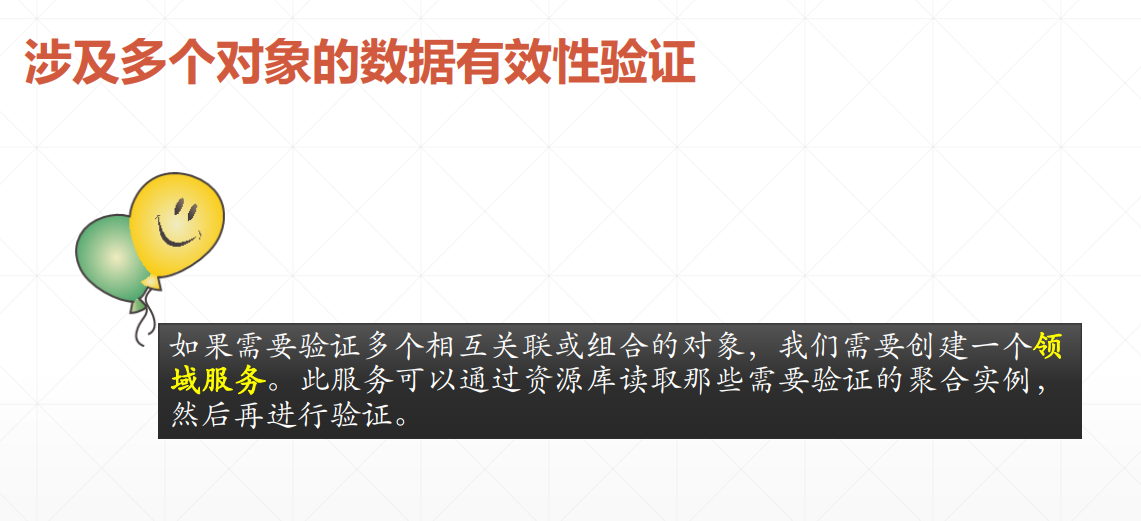 涉及多个对象的数据有效性验证
如果需要验证多个相互关联或组合的对象，我们需要创建一个领
域服务。此服务可以通过资源库读取那些需要验证的聚合实例，
然后再进行验证。